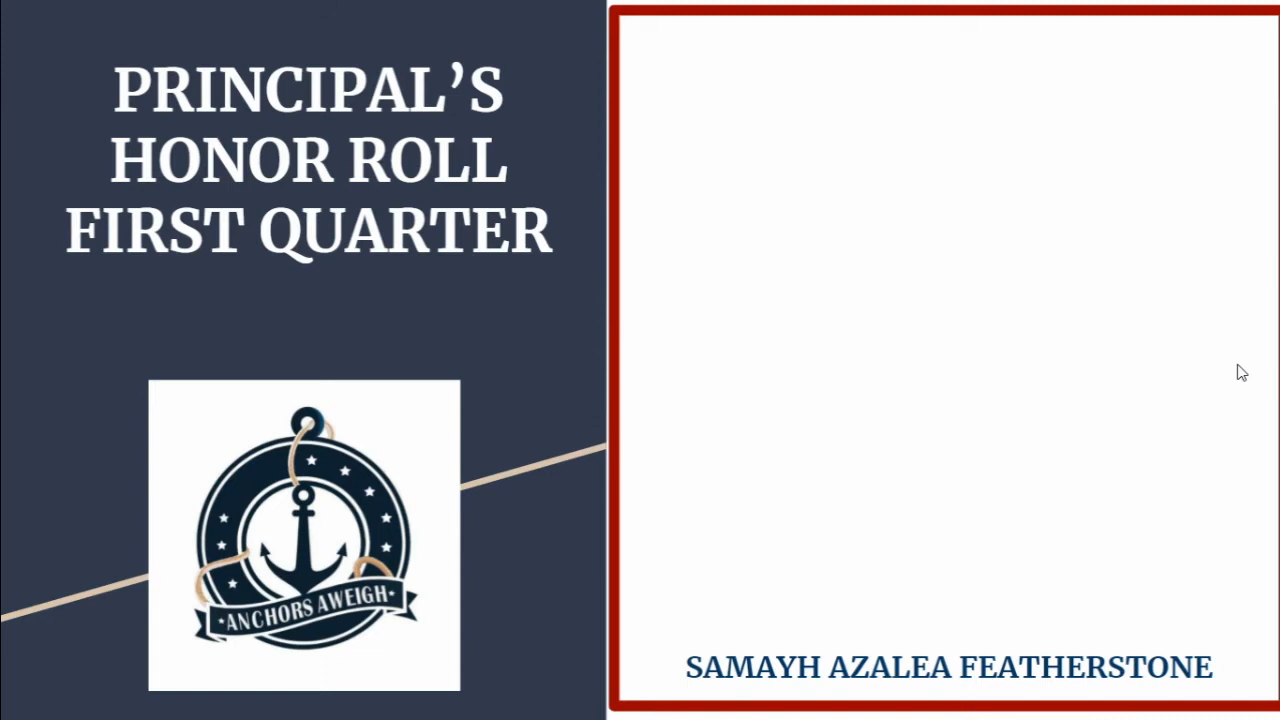 PRINCIPAL’S
HONOR ROLL
FIRST QUARTER
ANCHORS AWEIGH
SAMAYH AZALEA FEATHERSTONE